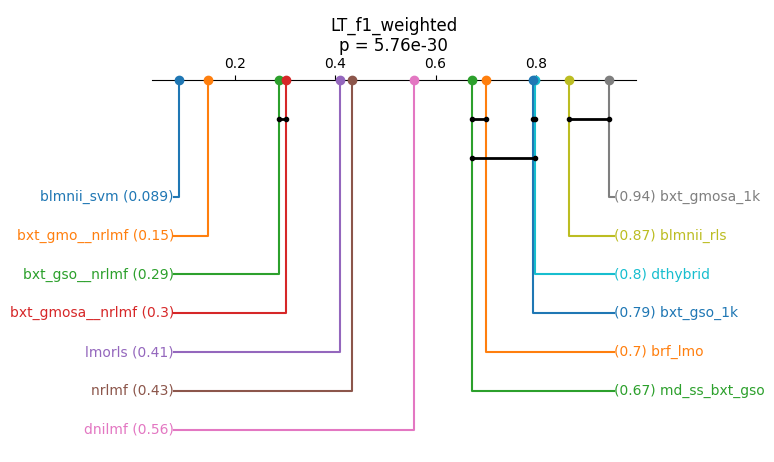 LT_f1_weighted
p = 5.76e-30
0.2 0.4 0.6 0.8
blmnii_svm (0.089)
bxt_gmo__nrlmf (0.15)
bxt_gso__nrlmf (0.29)
bxt_gmosa__nrlmf (0.3)
lmorls (0.41)
nrlmf (0.43)
dnilmf (0.56)
(0.94) bxt_gmosa_1k
(0.87) blmnii_rls
(0.8) dthybrid
(0.79) bxt_gso_1k
(0.7) brf_lmo
(0.67) md_ss_bxt_gso